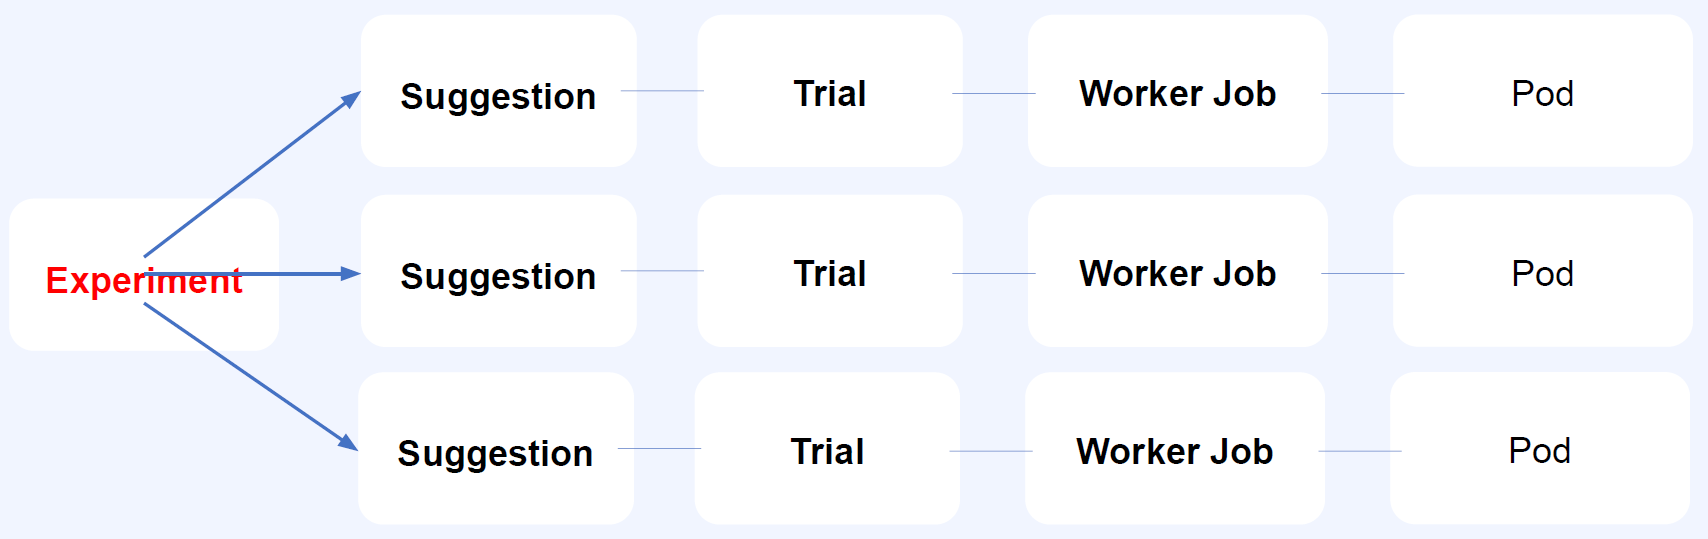 Suggestion
Trial
Worker Job
Pod
Experiment
Suggestion
Trial
Worker Job
Pod
Suggestion
Trial
Worker Job
Pod